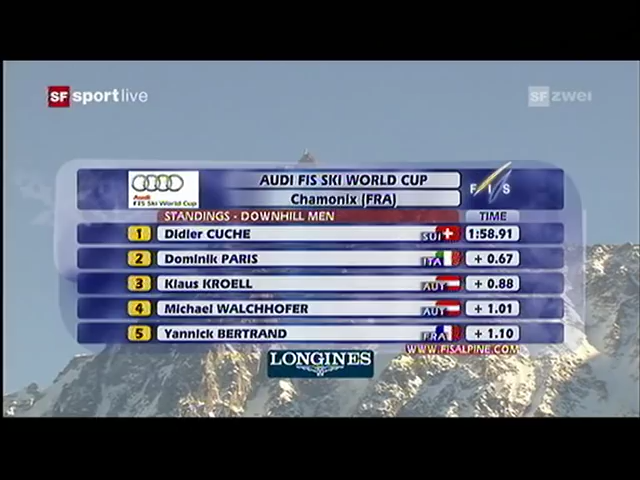 SF sport live
SF zwei
AUDI FIS SKI WORLD CUP
Chamonix (FRA)
Audi
FIS Ski World Cup
FIS
STANDINGS - DOWNHILL MEN TIME
1 Didier CUCHE SUI 1:58.91
2 Dominik PARIS ITA + 0.67
3 Klaus KROELL AUT + 0.88
4 Michael WALCHHOFER AUT + 1.01
5 Yannick BERTRAND FRA + 1.10
WWW.FISALPINE.COM
LONGINES